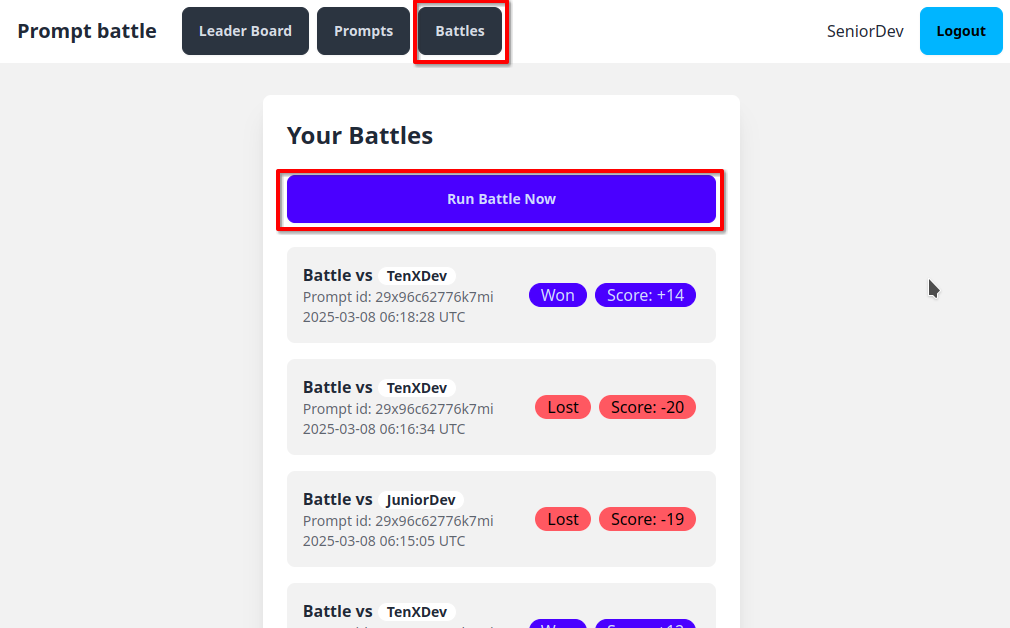 Prompt battle Leader Board Prompts Battles SeniorDev Logout
Your Battles
Run Battle Now
Battle vs TenXDev
Prompt id: 29x96c62776k7mi
2025-03-08 06:18:28 UTC
Won Score: +14
Battle vs TenXDev
Prompt id: 29x96c62776k7mi
2025-03-08 06:16:34 UTC
Lost Score: -20
Battle vs JuniorDev
Prompt id: 29x96c62776k7mi
2025-03-08 06:15:05 UTC
Lost Score: -19
Battle vs TenXDev